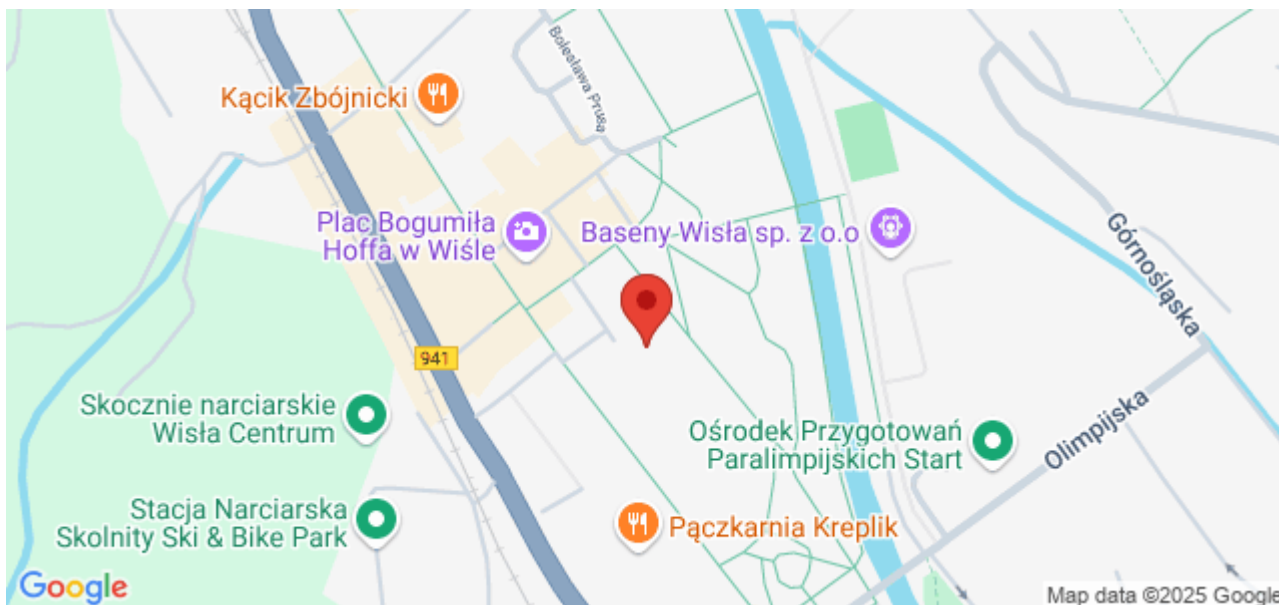 Bolesława Prusa
Kącik Zbójnicki
Plac Bogumiła
Hoffa w Wiśle
Baseny Wisła sp. z o.o
Górnośląska
941
Skocznie narciarskie
Wisła Centrum
Ośrodek Przygotowań
Paralimpijskich Start
Olimpijska
Stacja Narciarska
Skolnity Ski & Bike Park
Pączkarnia Kreplik
Google
Map data ©2025 Google